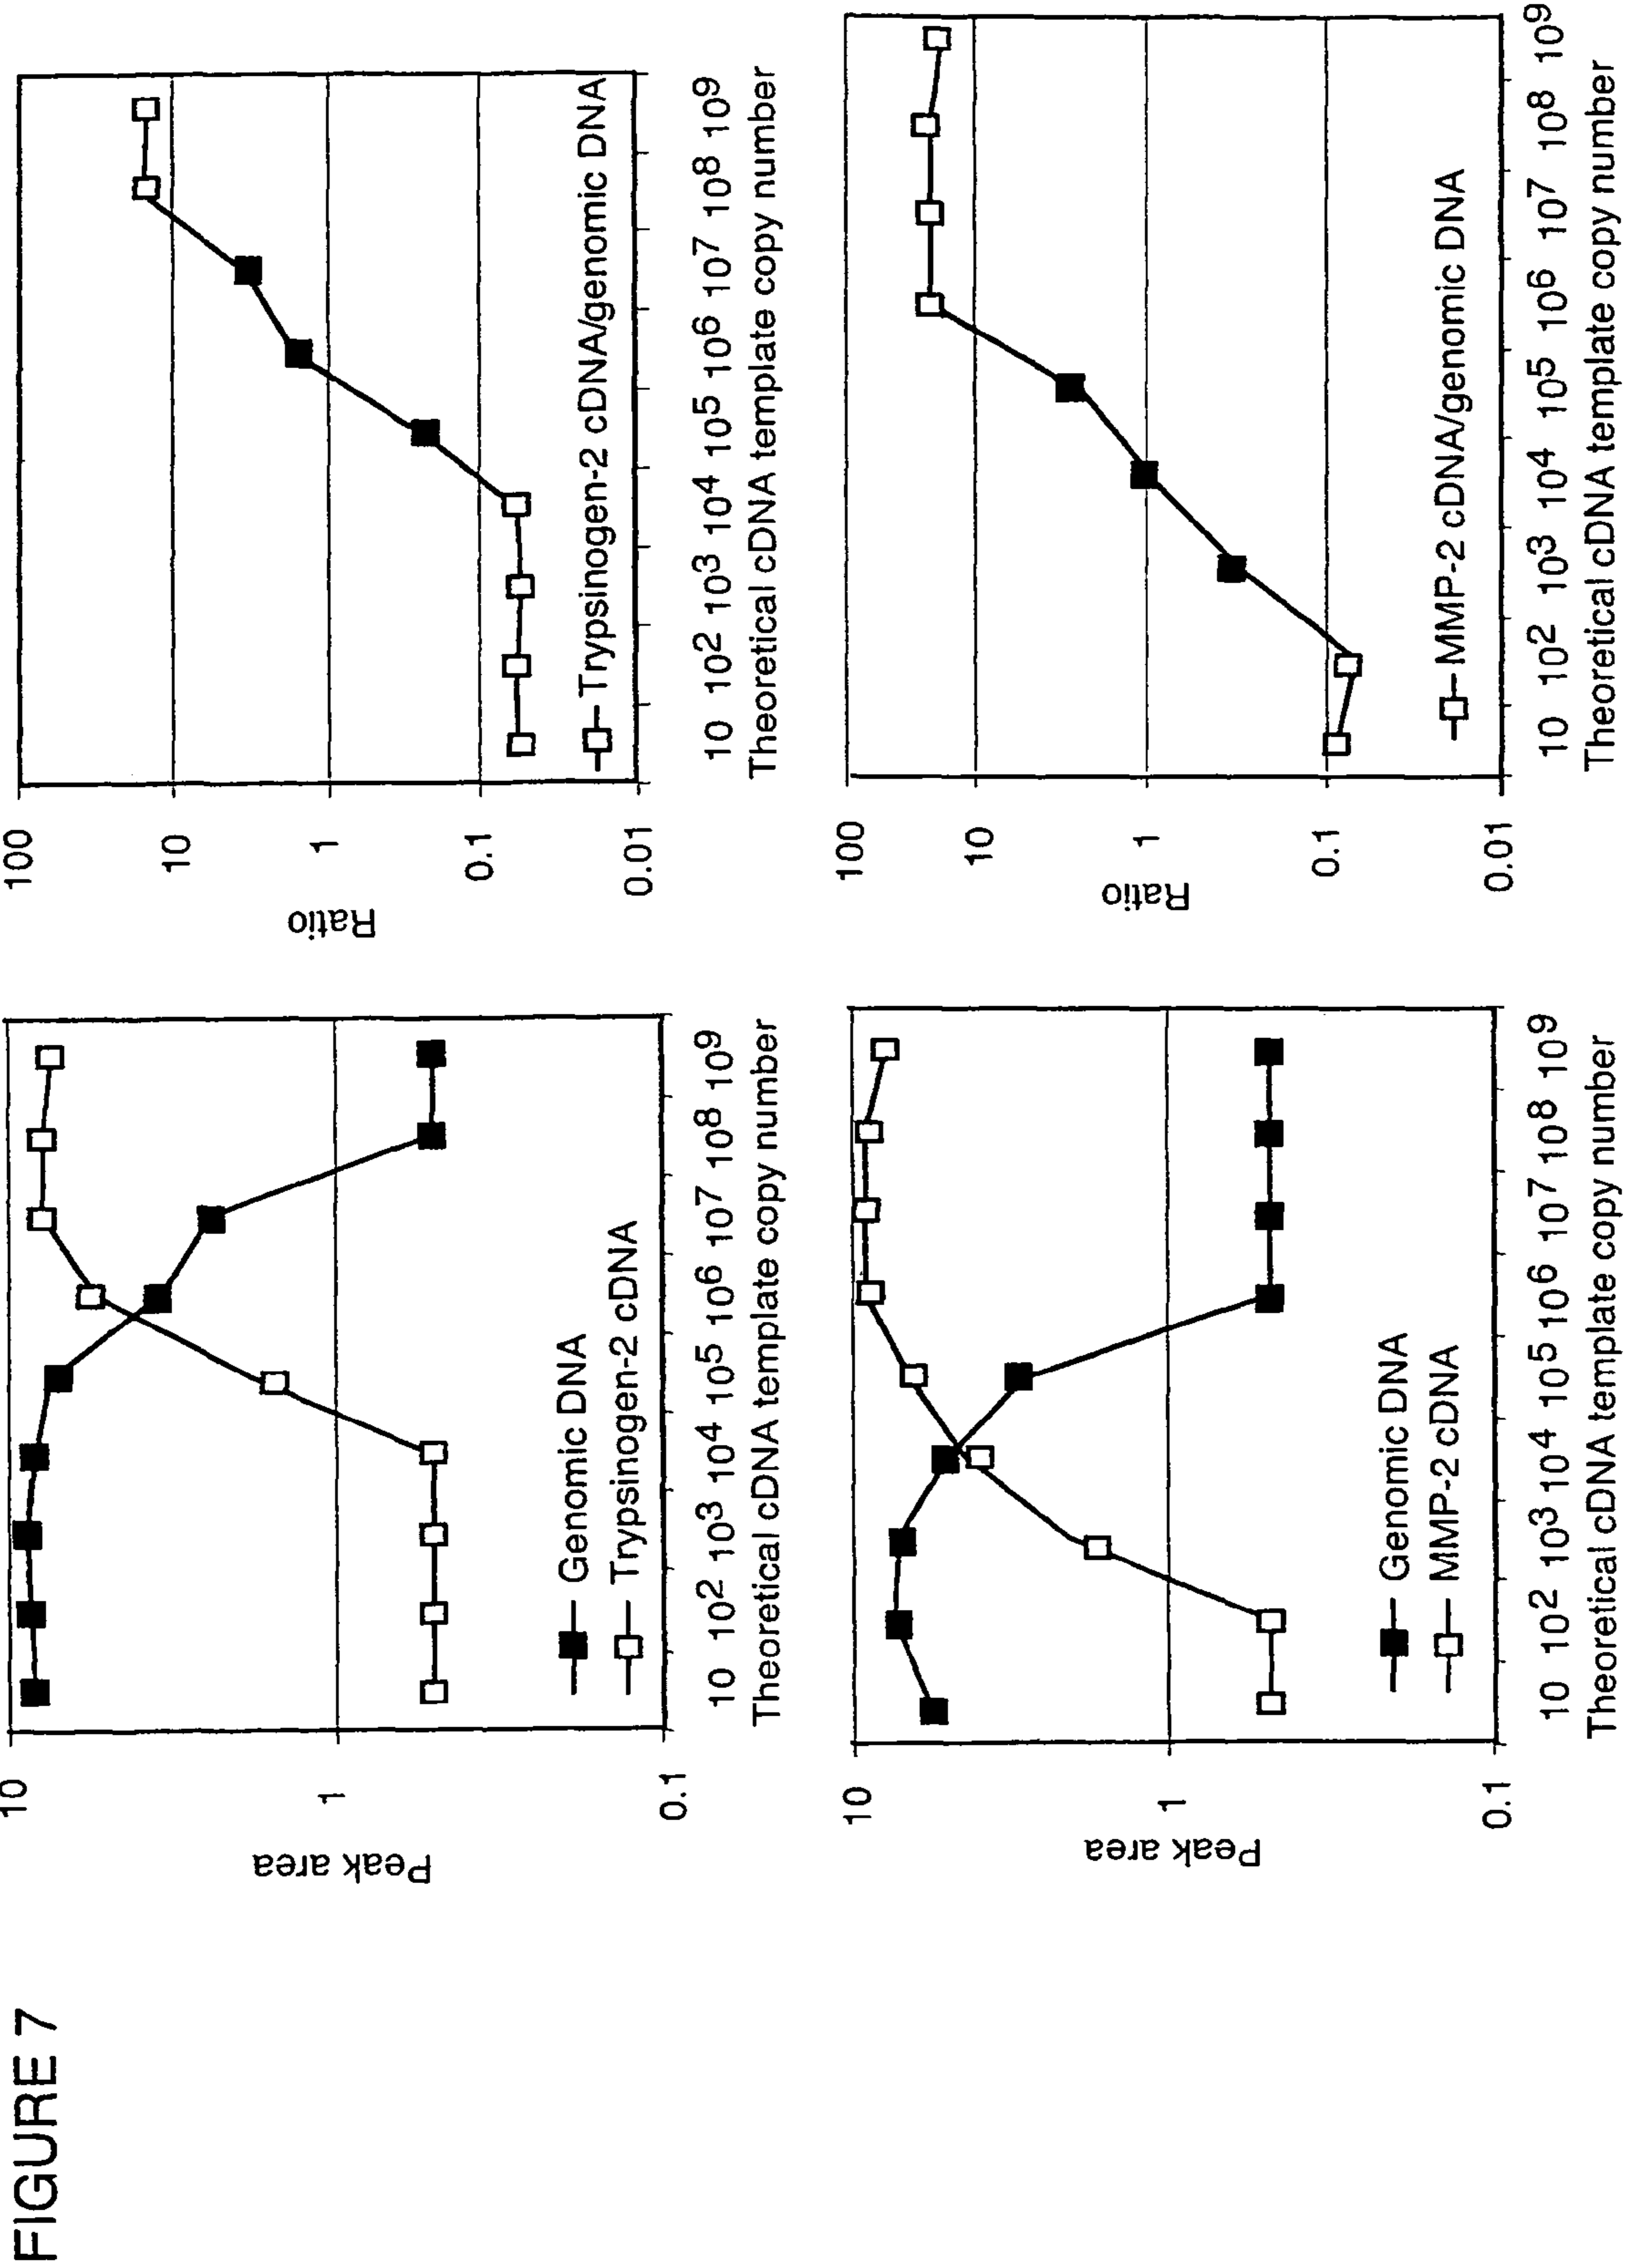 FIGURE 7
Peak area
10
1
0.1
Genomic DNA
Trypsinogen-2 cDNA
10 10² 10³ 10⁴ 10⁵ 10⁶ 10⁷ 10⁸ 10⁹
Theoretical cDNA template copy number
Ratio
100
10
1
0.1
0.01
Trypsinogen-2 cDNA/genomic DNA
10 10² 10³ 10⁴ 10⁵ 10⁶ 10⁷ 10⁸ 10⁹
Theoretical cDNA template copy number
Peak area
10
1
0.1
Genomic DNA
MMP-2 cDNA
10 10² 10³ 10⁴ 10⁵ 10⁶ 10⁷ 10⁸ 10⁹
Theoretical cDNA template copy number
Ratio
100
10
1
0.1
0.01
MMP-2 cDNA/genomic DNA
10 10² 10³ 10⁴ 10⁵ 10⁶ 10⁷ 10⁸ 10⁹
Theoretical cDNA template copy number